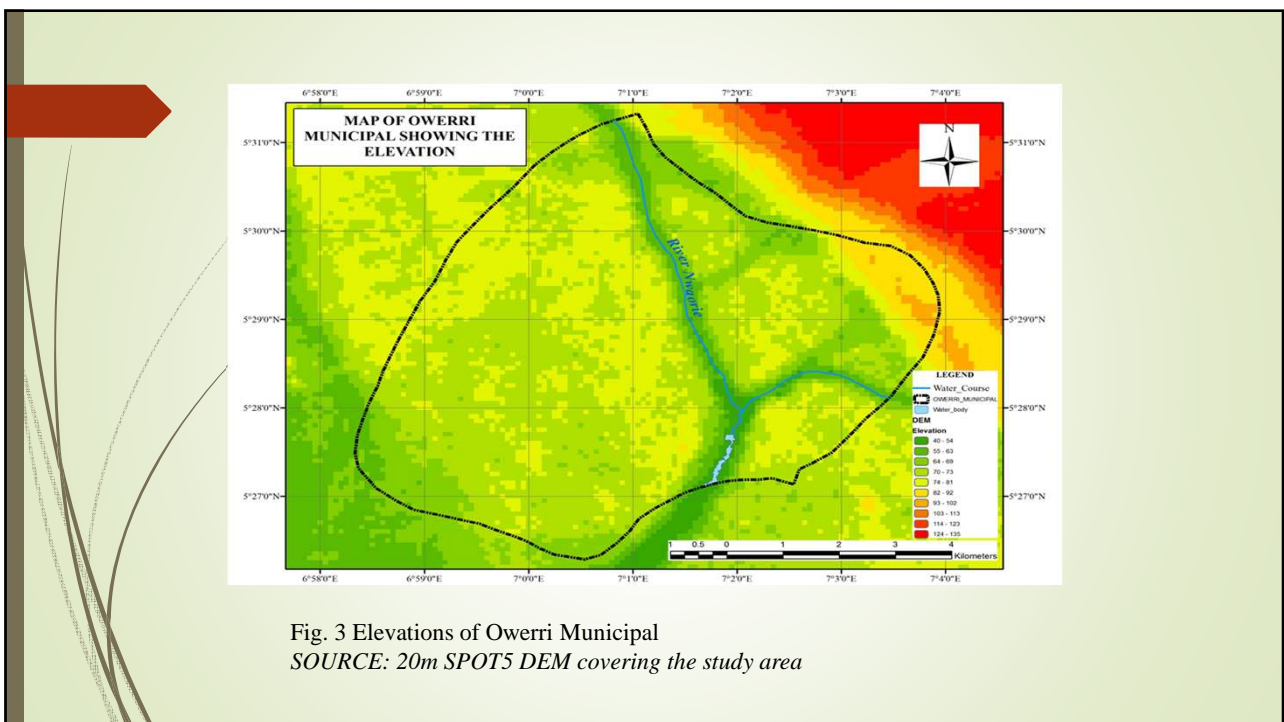 6°58'0"E 6°59'0"E 7°0'0"E 7°1'0"E 7°2'0"E 7°3'0"E 7°4'0"E
MAP OF OWERRI
MUNICIPAL SHOWING THE
ELEVATION
N
5°31'0"N 5°31'0"N
5°30'0"N 5°30'0"N
River Nwaorie
5°29'0"N 5°29'0"N
LEGEND
Water_Course
OWERRI_MUNICIPAL
Water_body
DEM
Elevation
40 - 54
55 - 63
64 - 69
70 - 73
74 - 81
82 - 92
93 - 102
103 - 113
114 - 123
124 - 135
5°28'0"N 5°28'0"N
5°27'0"N 5°27'0"N
1 0.5 0 1 2 3 4
Kilometers
6°58'0"E 6°59'0"E 7°0'0"E 7°1'0"E 7°2'0"E 7°3'0"E 7°4'0"E
Fig. 3 Elevations of Owerri Municipal
SOURCE: 20m SPOT5 DEM covering the study area